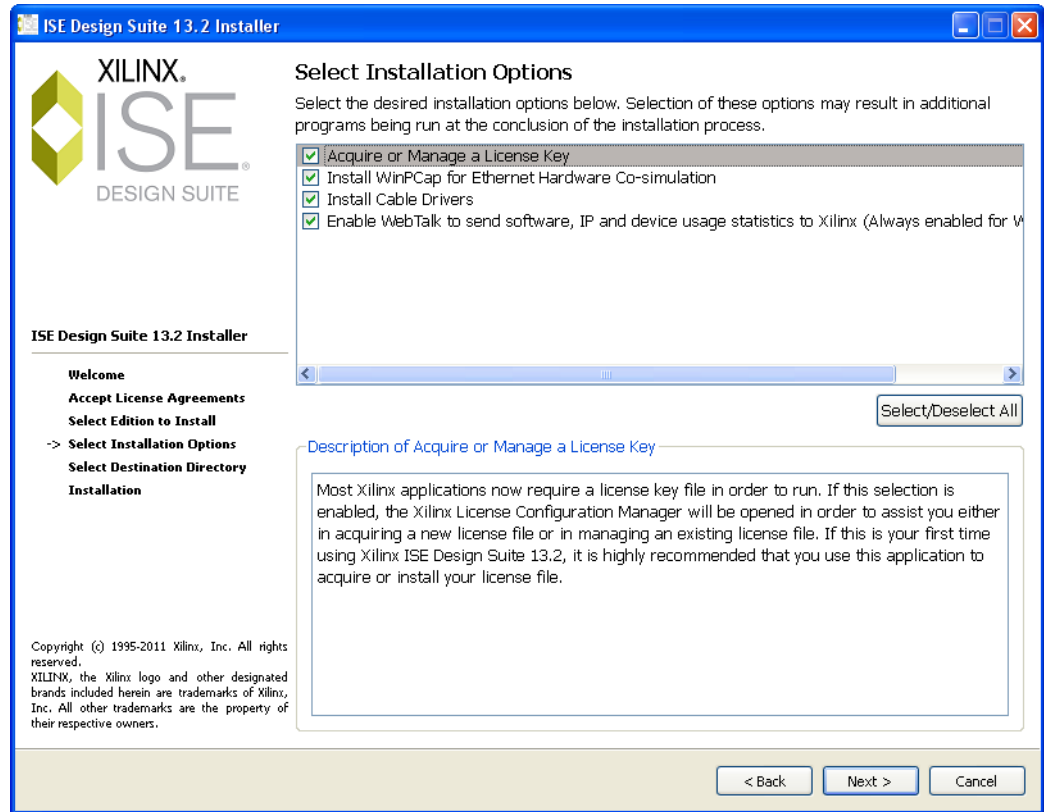 ISE Design Suite 13.2 Installer
XILINX®
ISE®
DESIGN SUITE
Select Installation Options
Select the desired installation options below. Selection of these options may result in additional
programs being run at the conclusion of the installation process.
Acquire or Manage a License Key
Install WinPCap for Ethernet Hardware Co-simulation
Install Cable Drivers
Enable WebTalk to send software, IP and device usage statistics to Xilinx (Always enabled for
Select/Deselect All
ISE Design Suite 13.2 Installer
Welcome
Accept License Agreements
Select Edition to Install
-> Select Installation Options
Select Destination Directory
Installation
Description of Acquire or Manage a License Key
Most Xilinx applications now require a license key file in order to run. If this selection is
enabled, the Xilinx License Configuration Manager will be opened in order to assist you either
in acquiring a new license file or in managing an existing license file. If this is your first time
using Xilinx ISE Design Suite 13.2, it is highly recommended that you use this application to
acquire or install your license file.
Copyright (c) 1995-2011 Xilinx, Inc. All rights
reserved.
XILINX, the Xilinx logo and other designated
brands included herein are trademarks of Xilinx,
Inc. All other trademarks are the property of
their respective owners.
< Back
Next >
Cancel